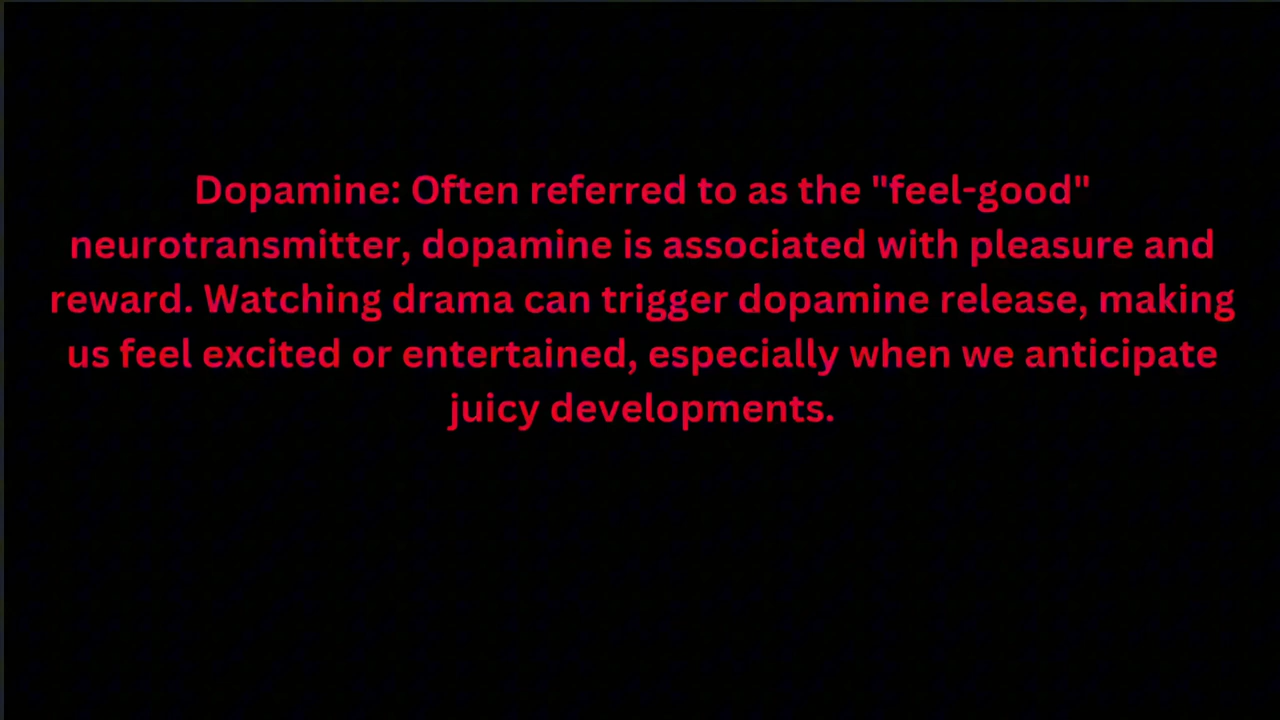 Dopamine: Often referred to as the "feel-good"
neurotransmitter, dopamine is associated with pleasure and
reward. Watching drama can trigger dopamine release, making
us feel excited or entertained, especially when we anticipate
juicy developments.